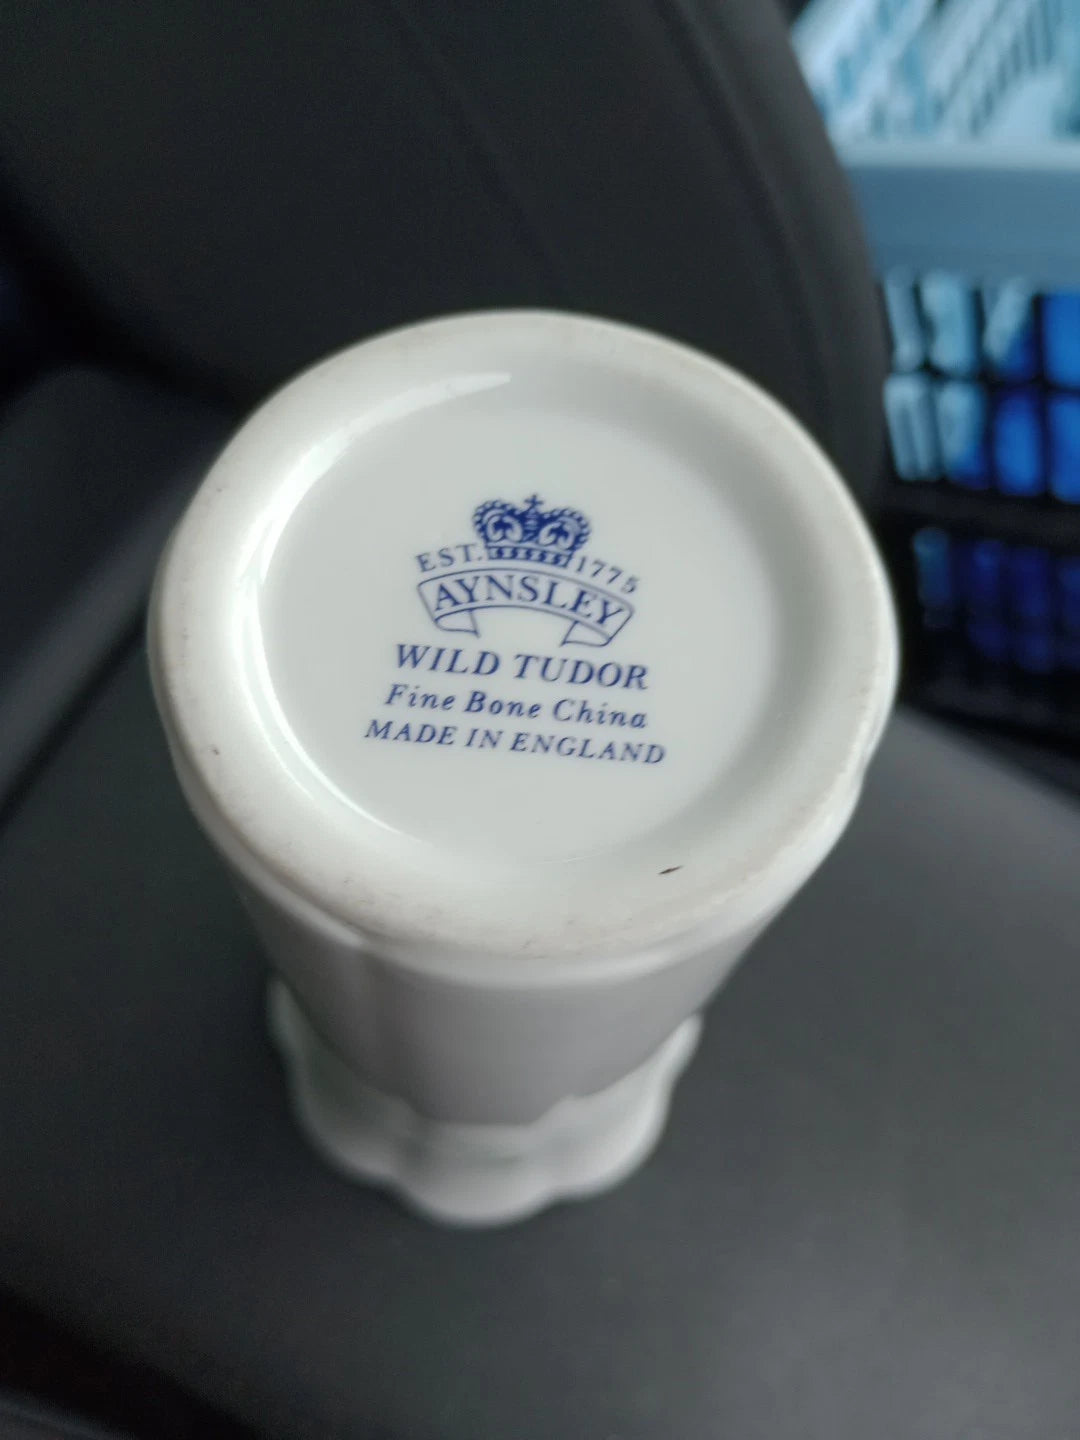 EST. 1775
AYNSLEY
WILD TUDOR
Fine Bone China
MADE IN ENGLAND